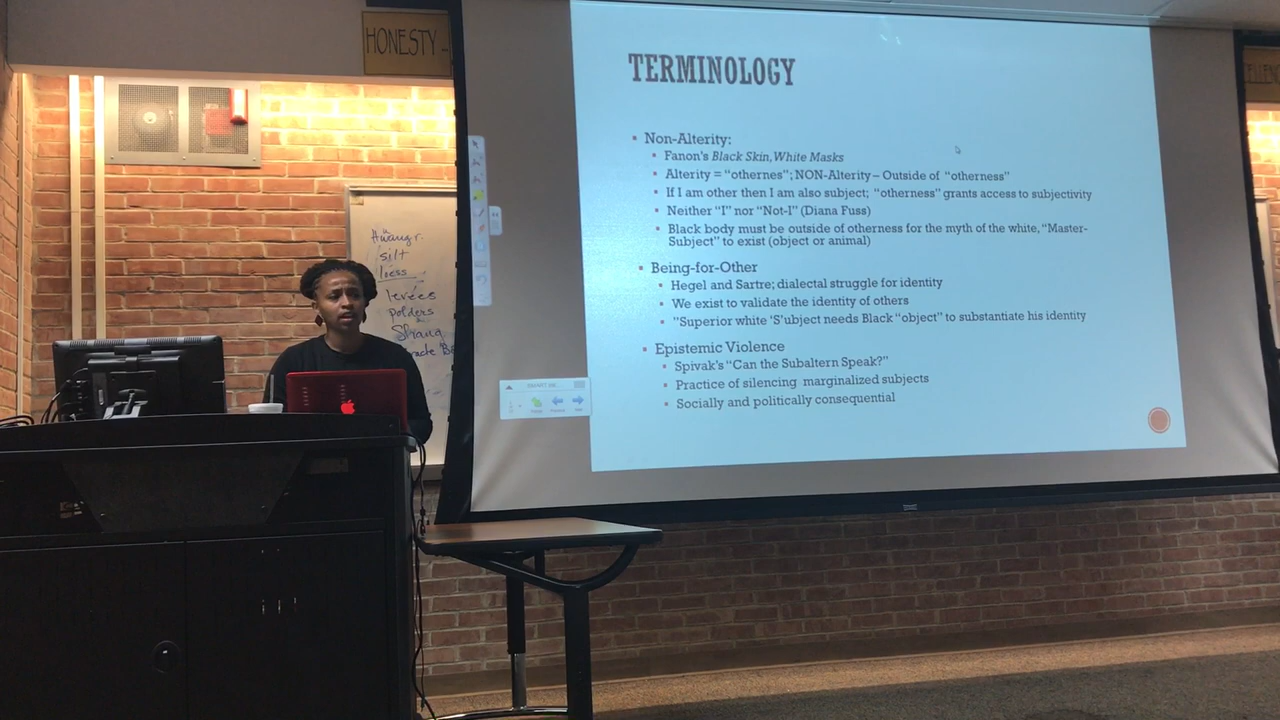 HONESTY -
TERMINOLOGY
Non-Alterity:
Fanon's Black Skin, White Masks
Alterity = "othernes"; NON-Alterity – Outside of "otherness"
If I am other then I am also subject; "otherness" grants access to subjectivity
Neither "I" nor "Not-I" (Diana Fuss)
Black body must be outside of otherness for the myth of the white, "Master-
Subject" to exist (object or animal)
Being-for-Other
Hegel and Sartre; dialectal struggle for identity
We exist to validate the identity of others
"Superior white 'S'ubject needs Black "object" to substantiate his identity
Epistemic Violence
Spivak's "Can the Subaltern Speak?"
Practice of silencing marginalized subjects
Socially and politically consequential
silt
loess
levees
polders